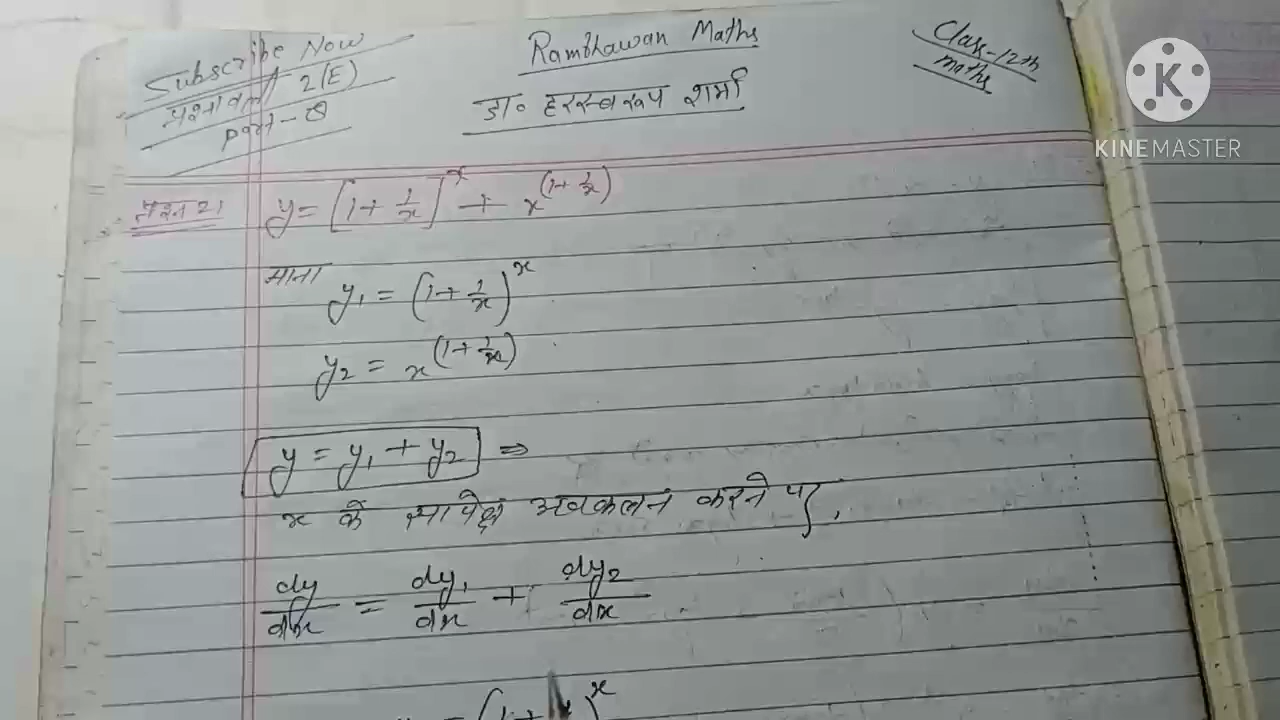 Subscribe Now
प्रश्नावली 2(E)
Part-8
Rambhawan Maths
डा० हरस्वरूप शर्मा
Class-12th
maths
K
KINEMASTER
प्रश्न 21 y = [1 + 1/x]^x + x^(1 + 1/x)
माना
y₁ = (1 + 1/x)^x
y₂ = x^(1 + 1/x)
y = y₁ + y₂ ⇒
x के सापेक्ष अवकलन करने पर,
dy/dx = dy₁/dx + dy₂/dx